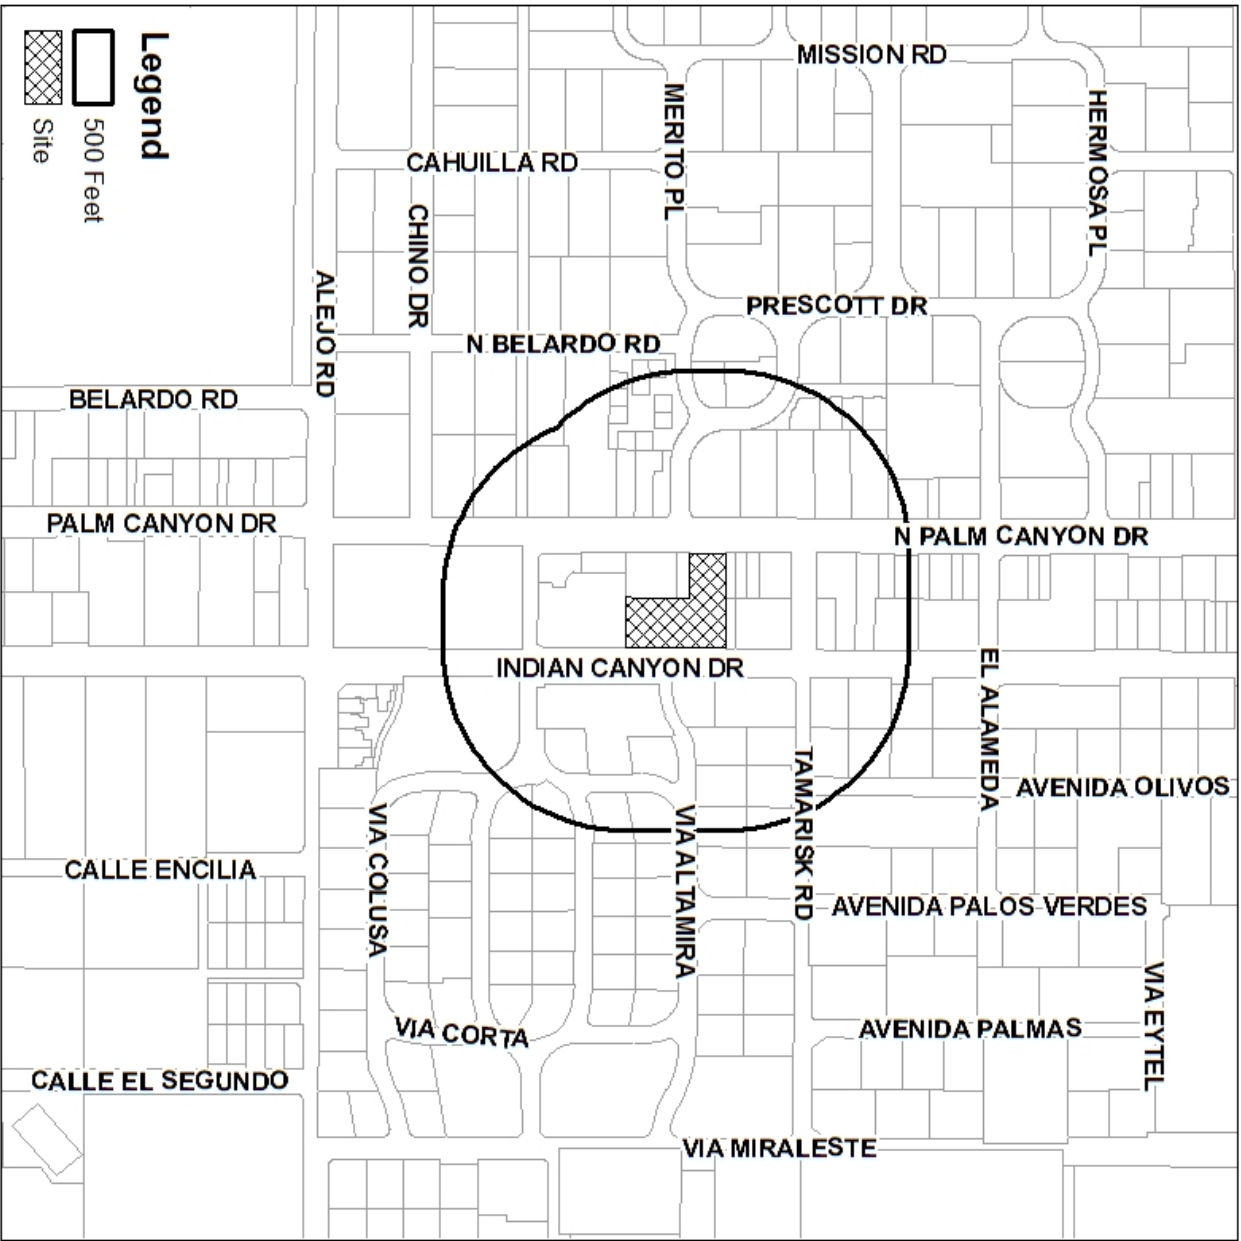 Legend
500 Feet
Site
MISSION RD
MERITO PL
HERMOSA PL
CAHUILLA RD
CHINO DR
ALEJO RD
PRESCOTT DR
N BELARDO RD
BELARDO RD
PALM CANYON DR
N PALM CANYON DR
INDIAN CANYON DR
EL ALAMEDA
TAMARISK RD
AVENIDA OLIVOS
VIA COLUSA
VIA ALTAMIRA
CALLE ENCILIA
AVENIDA PALOS VERDES
VIA EYTEL
VIA CORTA
AVENIDA PALMAS
CALLE EL SEGUNDO
VIA MIRALESTE